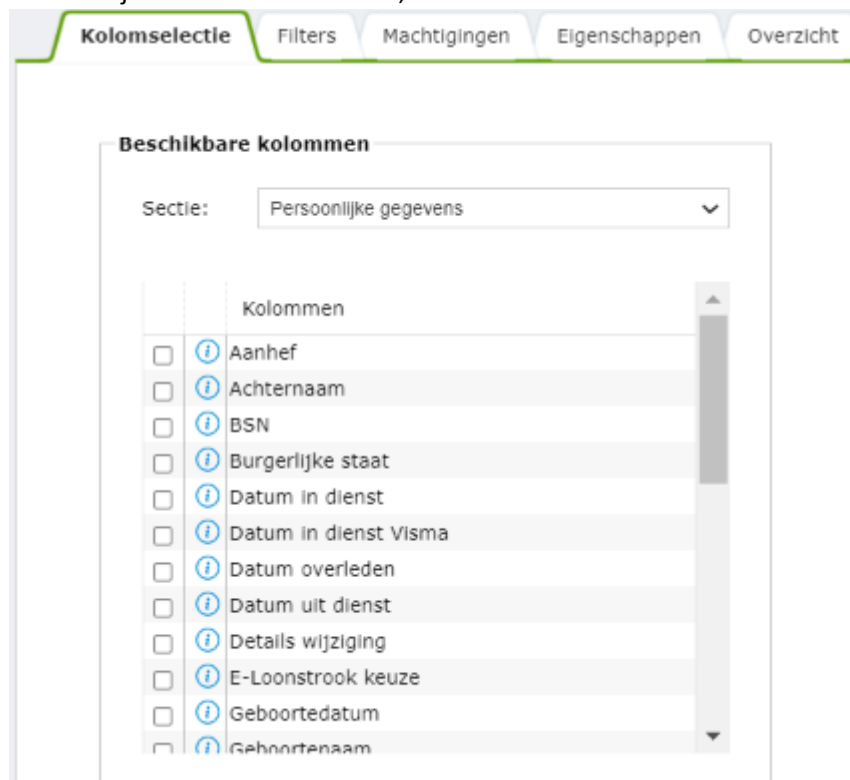 Kolomselectie Filters Machtigingen Eigenschappen Overzicht
Beschikbare kolommen
Sectie: Persoonlijke gegevens
Kolommen
Aanhef
Achternaam
BSN
Burgerlijke staat
Datum in dienst
Datum in dienst Visma
Datum overleden
Datum uit dienst
Details wijziging
E-Loonstrook keuze
Geboortedatum
Geboortenaam